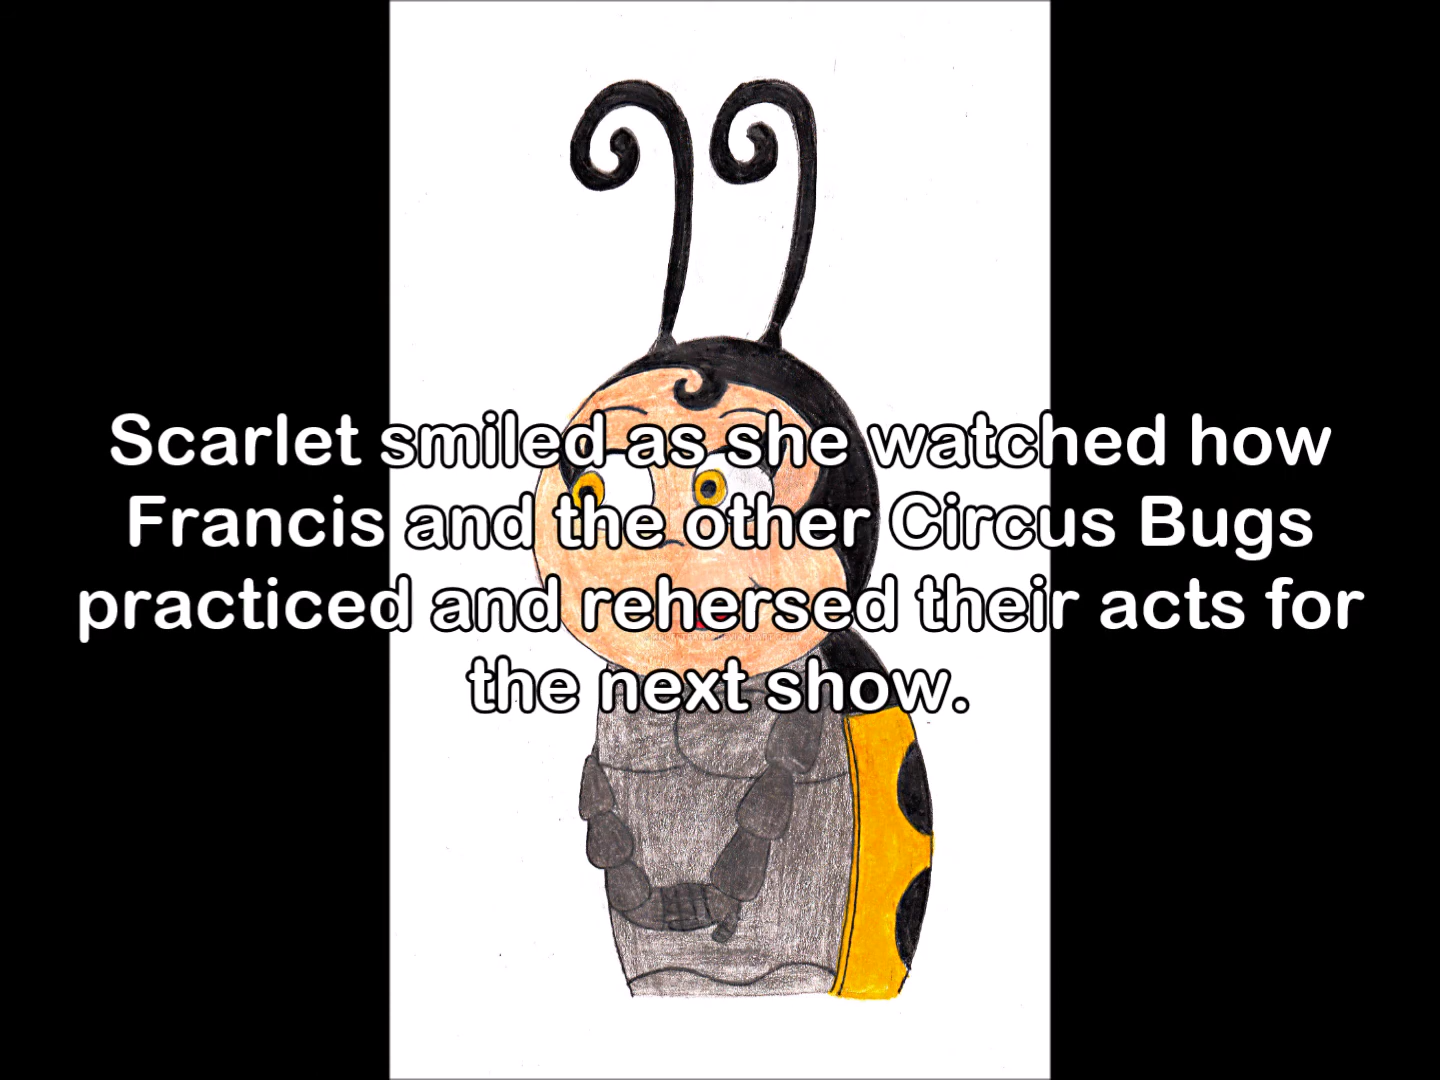 Scarlet smiled as she watched how
Francis and the other Circus Bugs
practiced and rehersed their acts for
the next show.